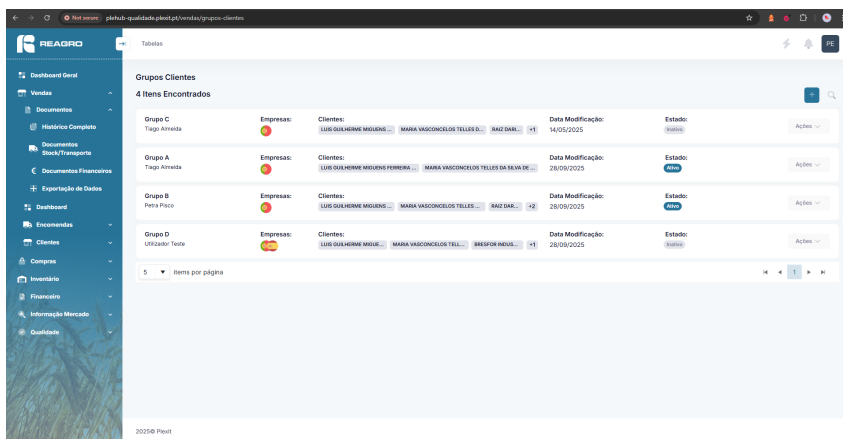 Not secure plehub-qualidade.plexit.pt/vendas/grupos-clientes
REAGRO
Tabelas
PE
Dashboard Geral
Vendas
Documentos
Histórico Completo
Documentos
Stock/Transporte
Documentos Financeiros
Exportação de Dados
Dashboard
Encomendas
Clientes
Compras
Inventário
Financeiro
Informação Mercado
Qualidade
Grupos Clientes
4 Itens Encontrados
Grupo C Empresas: Clientes: Data Modificação: Estado:
Tiago Almeida LUIS GUILHERME MIGUENS ... MARIA VASCONCELOS TELLES D... RAIZ DARI... +1 14/05/2025 Inativo Ações
Grupo A Empresas: Clientes: Data Modificação: Estado:
Tiago Almeida LUIS GUILHERME MIGUENS FERREIRA ... MARIA VASCONCELOS TELLES DA SILVA DE ... 28/09/2025 Ativo Ações
Grupo B Empresas: Clientes: Data Modificação: Estado:
Petra Pisco LUIS GUILHERME MIGUENS ... MARIA VASCONCELOS TELLES ... RAIZ DAR... +2 28/09/2025 Ativo Ações
Grupo D Empresas: Clientes: Data Modificação: Estado:
Utilizador Teste LUIS GUILHERME MIGUE... MARIA VASCONCELOS TELL... BRESFOR INDUS... +1 28/09/2025 Inativo Ações
5 items por página 1
2025© Plexit